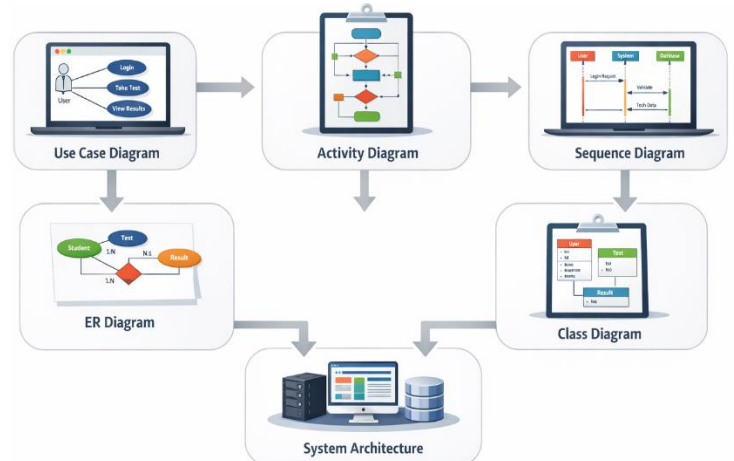 Login
Take Test
View Results
User
Use Case Diagram
Activity Diagram
User
System
Database
Login Request
Validate
Tech Data
Sequence Diagram
Student
Test
1.N
N.1
Result
1.N
ER Diagram
User
Test
Result
Class Diagram
System Architecture